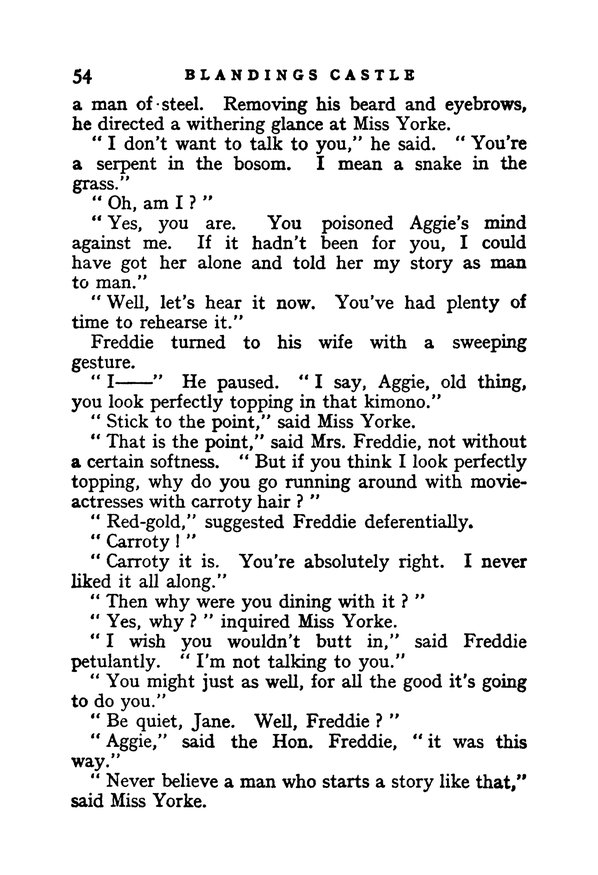 54 BLANDINGS CASTLE
a man of steel. Removing his beard and eyebrows,
he directed a withering glance at Miss Yorke.
“ I don't want to talk to you,” he said. “ You're
a serpent in the bosom. I mean a snake in the
grass.”
“ Oh, am I ? ”
“ Yes, you are. You poisoned Aggie's mind
against me. If it hadn't been for you, I could
have got her alone and told her my story as man
to man.”
“ Well, let's hear it now. You've had plenty of
time to rehearse it.”
Freddie turned to his wife with a sweeping
gesture.
“ I——” He paused. “ I say, Aggie, old thing,
you look perfectly topping in that kimono.”
“ Stick to the point,” said Miss Yorke.
“ That is the point,” said Mrs. Freddie, not without
a certain softness. “ But if you think I look perfectly
topping, why do you go running around with movie-
actresses with carroty hair ? ”
“ Red-gold,” suggested Freddie deferentially.
“ Carroty ! ”
“ Carroty it is. You're absolutely right. I never
liked it all along.”
“ Then why were you dining with it ? ”
“ Yes, why ? ” inquired Miss Yorke.
“ I wish you wouldn't butt in,” said Freddie
petulantly. “ I'm not talking to you.”
“ You might just as well, for all the good it's going
to do you.”
“ Be quiet, Jane. Well, Freddie ? ”
“ Aggie,” said the Hon. Freddie, “ it was this
way.”
“ Never believe a man who starts a story like that,”
said Miss Yorke.